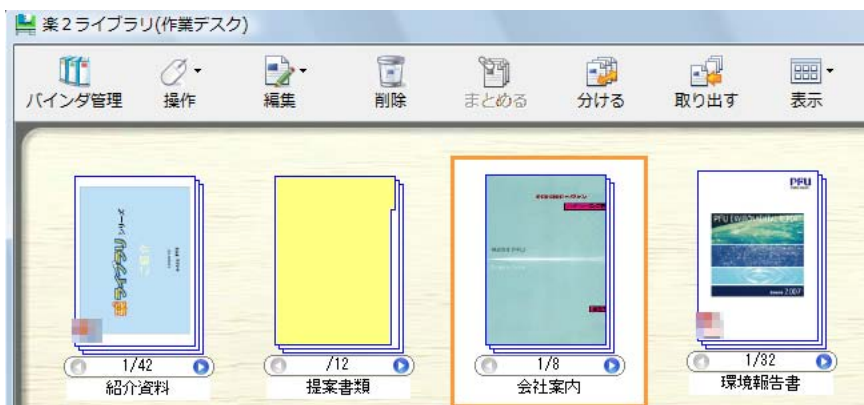 楽2ライブラリ(作業デスク)
バインダ管理 操作 編集 削除 まとめる 分ける 取り出す 表示
PFU
2007
1/42 /12 1/8 1/32
紹介資料 提案書類 会社案内 環境報告書